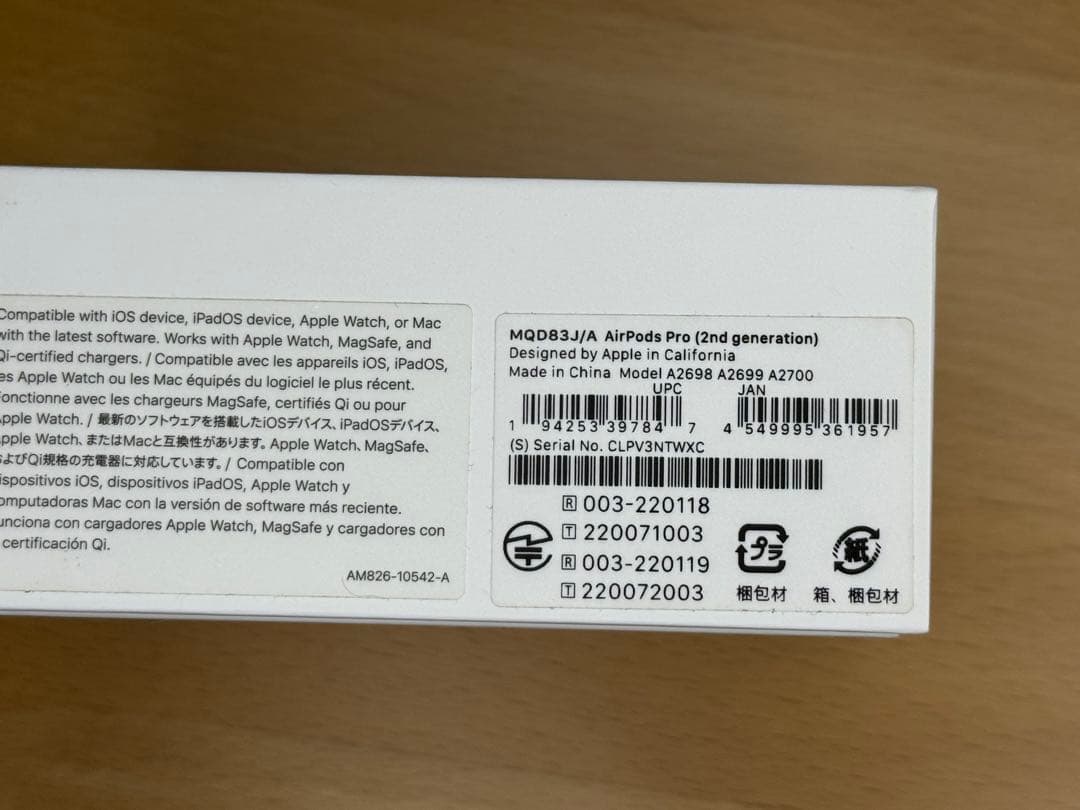 Compatible with iOS device, iPadOS device, Apple Watch, or Mac
with the latest software. Works with Apple Watch, MagSafe, and
Qi-certified chargers. / Compatible avec les appareils iOS, iPadOS,
les Apple Watch ou les Mac équipés du logiciel le plus récent.
Fonctionne avec les chargeurs MagSafe, certifiés Qi ou pour
Apple Watch. / 最新のソフトウェアを搭載したiOSデバイス、iPadOSデバイス、
Apple Watch、またはMacと互換性があります。Apple Watch、MagSafe、
およびQi規格の充電器に対応しています。/ Compatible con
dispositivos iOS, dispositivos iPadOS, Apple Watch y
computadoras Mac con la versión de software más reciente.
Funciona con cargadores Apple Watch, MagSafe y cargadores con
certificación Qi.
AM826-10542-A
MQD83J/A AirPods Pro (2nd generation)
Designed by Apple in California
Made in China Model A2698 A2699 A2700
UPC JAN
1 94253 39784 7 4 549995 361957
(S) Serial No. CLPV3NTWXC
R 003-220118
T 220071003
R 003-220119
T 220072003
プラ 紙
梱包材 箱、梱包材